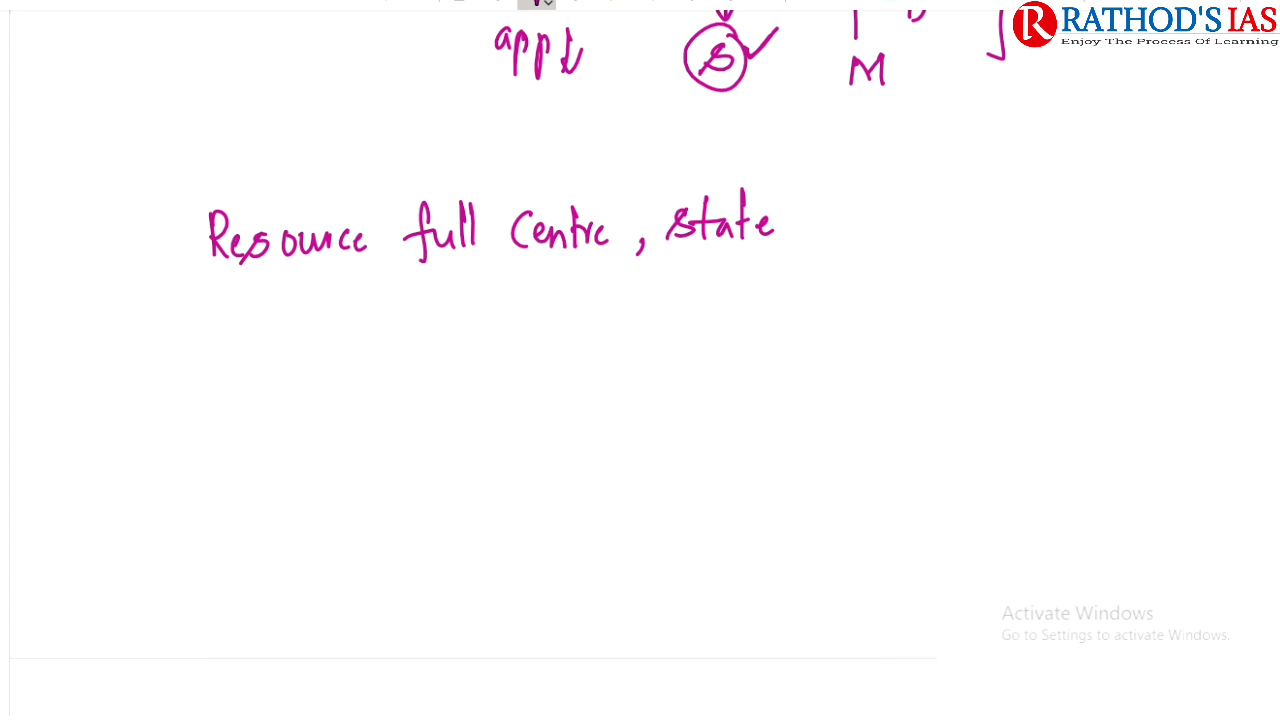 RATHOD'S IAS
Enjoy The Process Of Learning
appt
S
M
Resource full Centre, state
Activate Windows
Go to Settings to activate Windows.